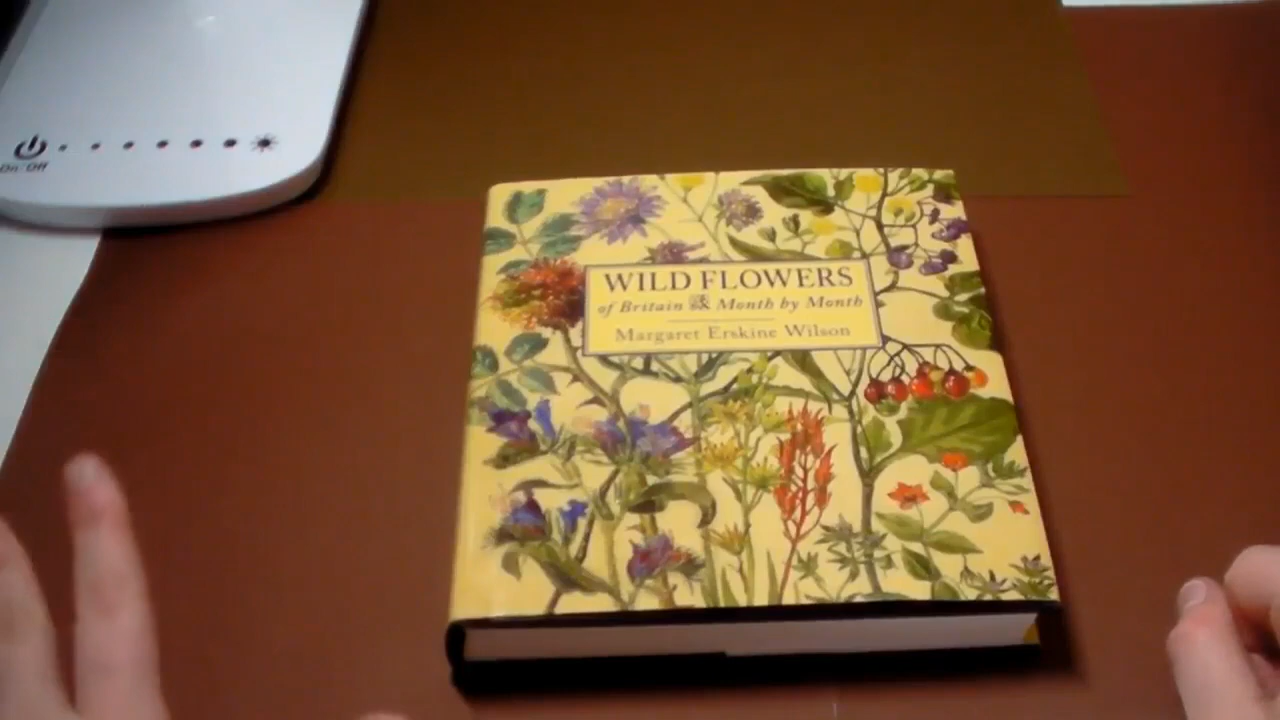 On/Off
WILD FLOWERS
of Britain & Month by Month
Margaret Erskine Wilson